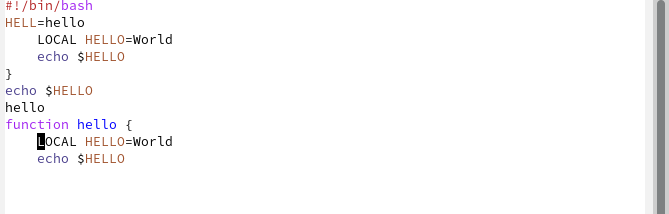 #!/bin/bash
HELL=hello
    LOCAL HELLO=World
    echo $HELLO
}
echo $HELLO
hello
function hello {
    LOCAL HELLO=World
    echo $HELLO